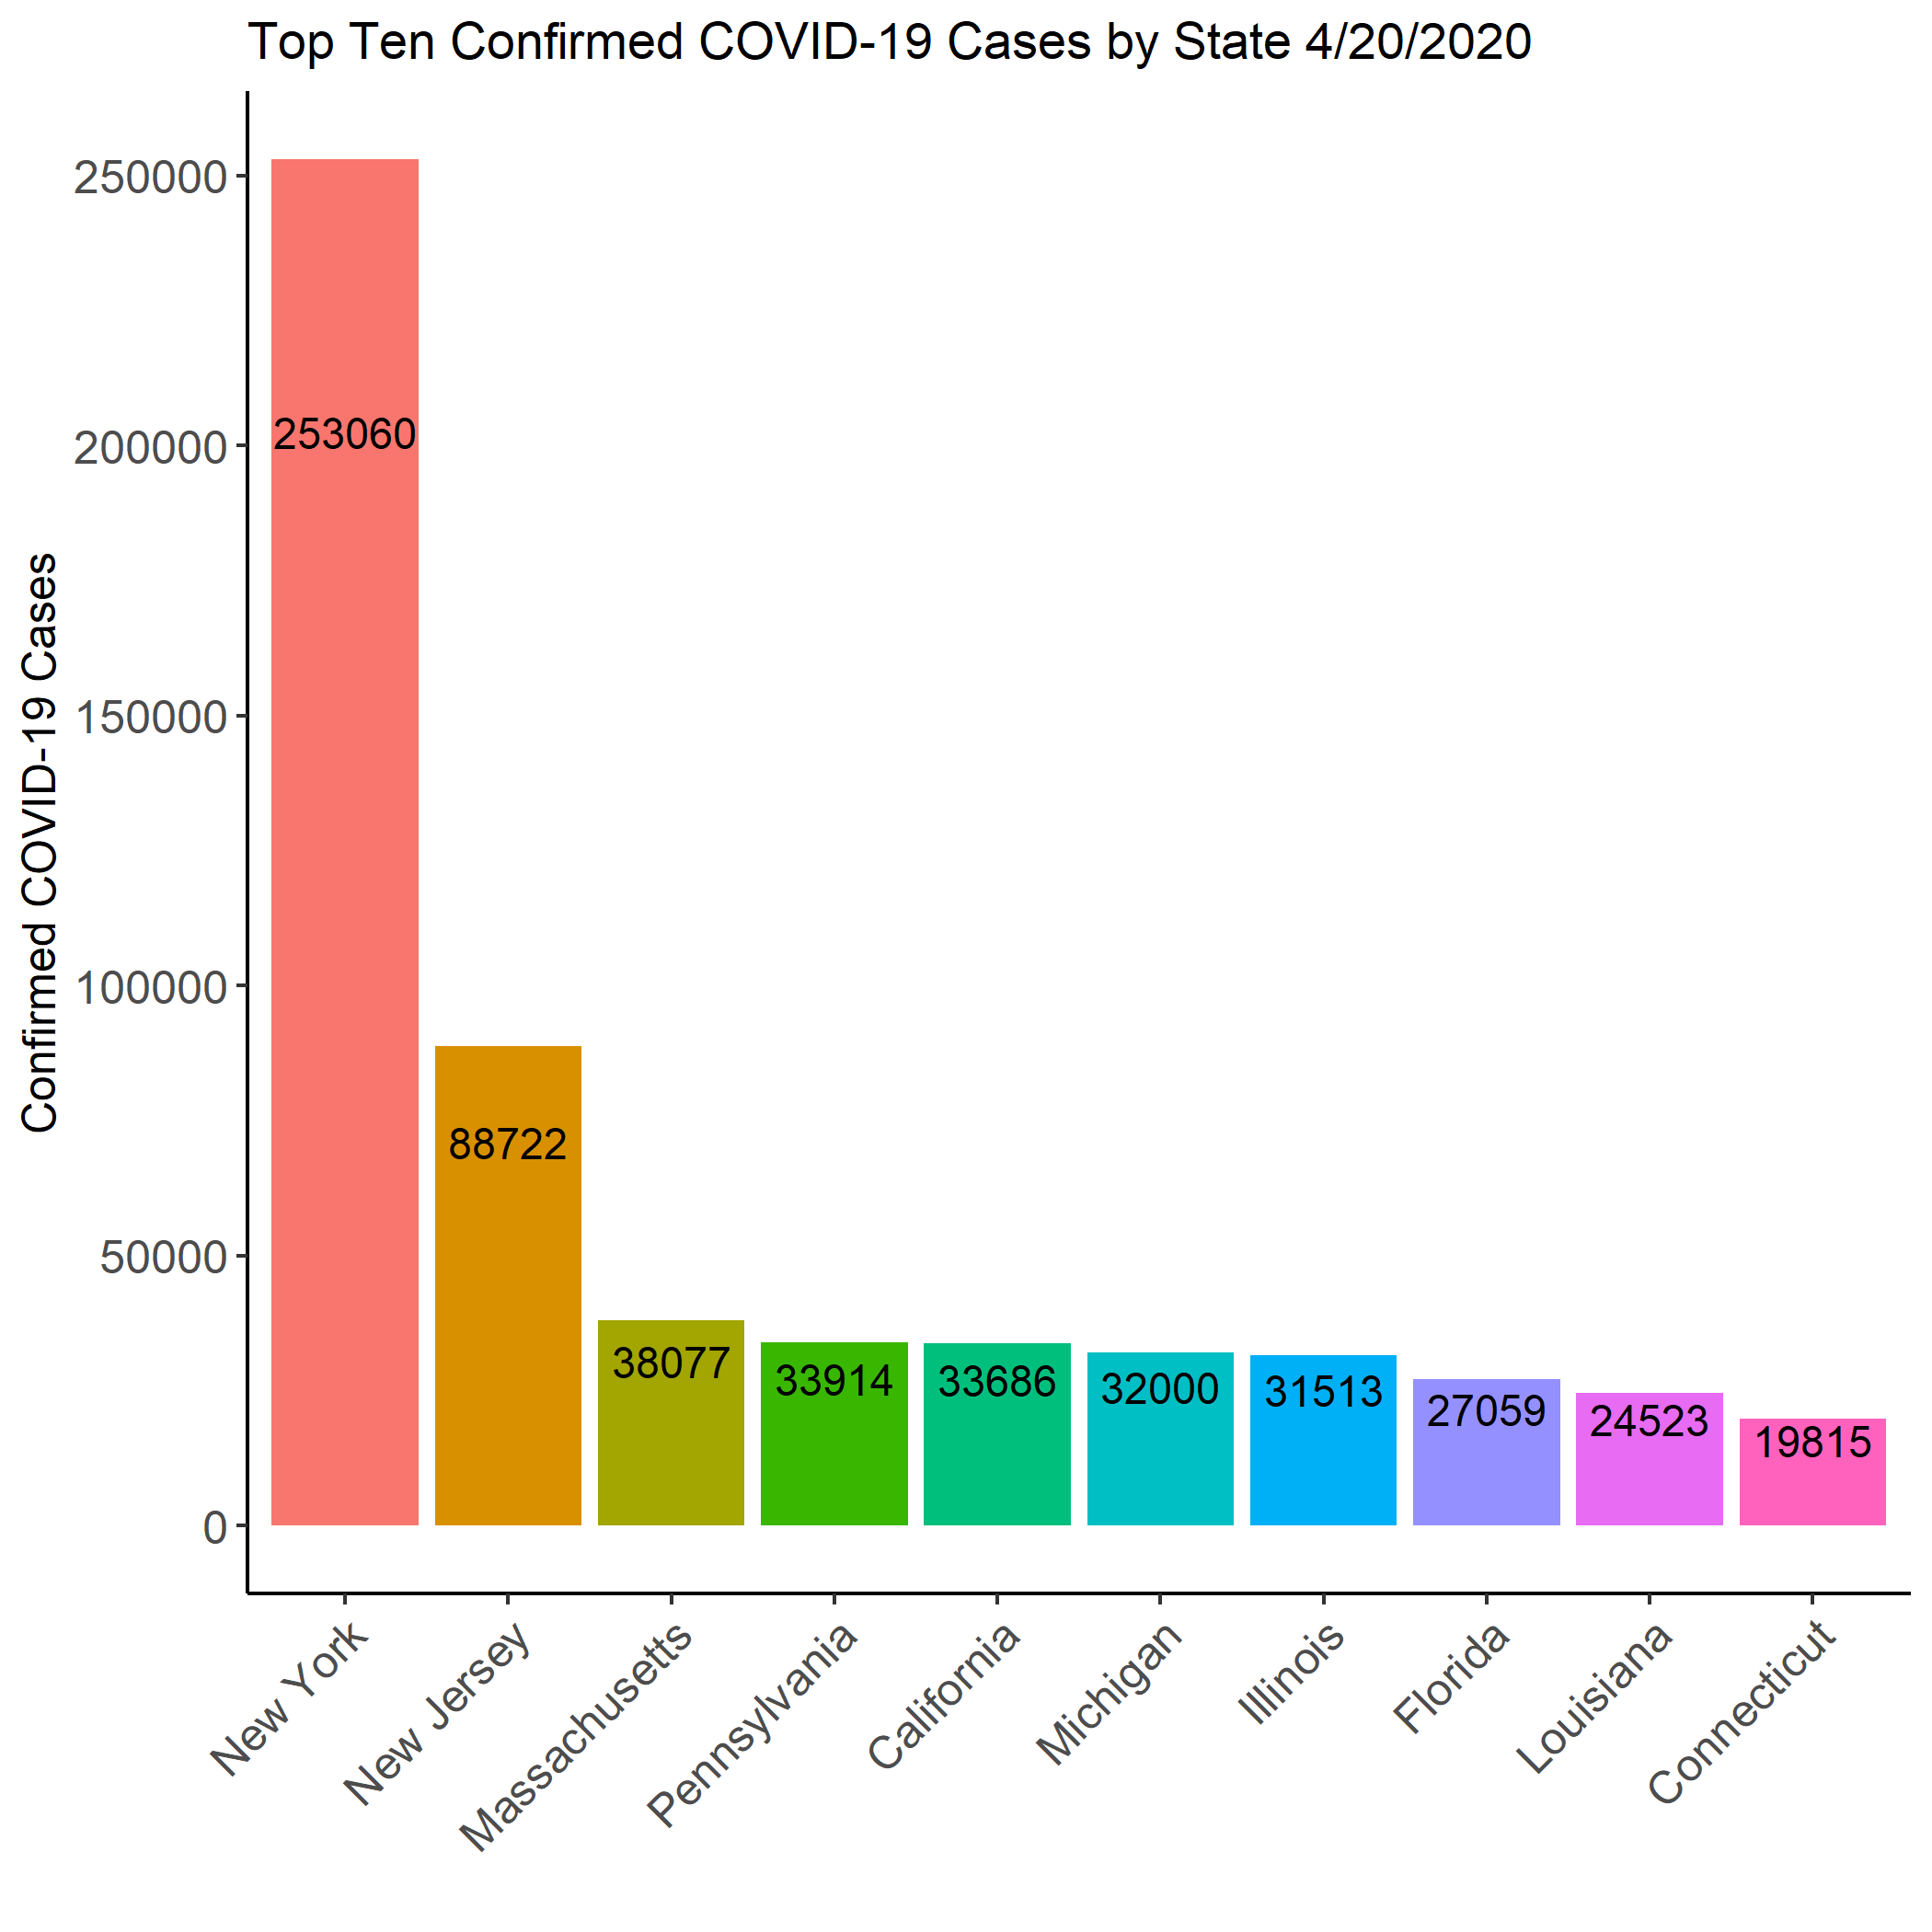 Top Ten Confirmed COVID-19 Cases by State 4/20/2020
Confirmed COVID-19 Cases
250000
200000
150000
100000
50000
0
253060
88722
38077
33914
33686
32000
31513
27059
24523
19815
New York
New Jersey
Massachusetts
Pennsylvania
California
Michigan
Illinois
Florida
Louisiana
Connecticut